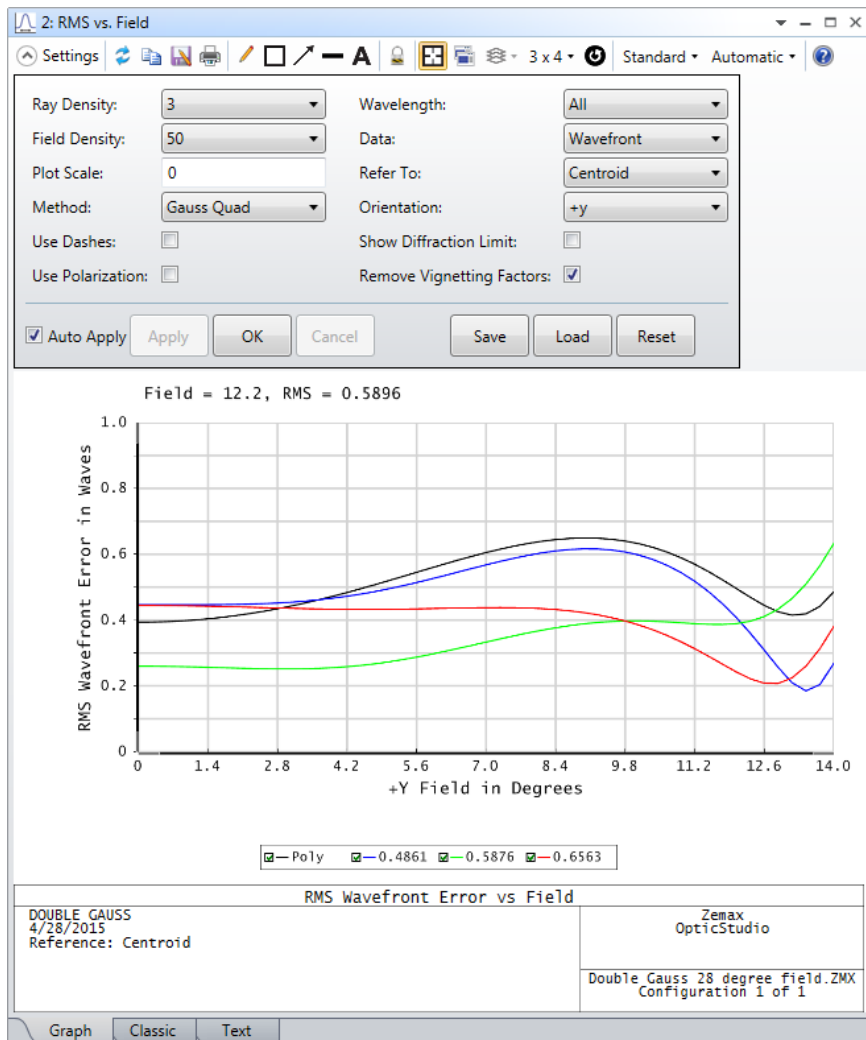 2: RMS vs. Field
Settings A 3 x 4 Standard Automatic ?
Ray Density: 3 Wavelength: All
Field Density: 50 Data: Wavefront
Plot Scale: 0 Refer To: Centroid
Method: Gauss Quad Orientation: +y
Use Dashes: Show Diffraction Limit:
Use Polarization: Remove Vignetting Factors:
Auto Apply Apply OK Cancel Save Load Reset
Field = 12.2, RMS = 0.5896
RMS Wavefront Error in Waves
1.0
0.8
0.6
0.4
0.2
0
0 1.4 2.8 4.2 5.6 7.0 8.4 9.8 11.2 12.6 14.0
+Y Field in Degrees
Poly 0.4861 0.5876 0.6563
RMS Wavefront Error vs Field
DOUBLE GAUSS
4/28/2015
Reference: Centroid
Zemax
OpticStudio
Double Gauss 28 degree field.ZMX
Configuration 1 of 1
Graph Classic Text